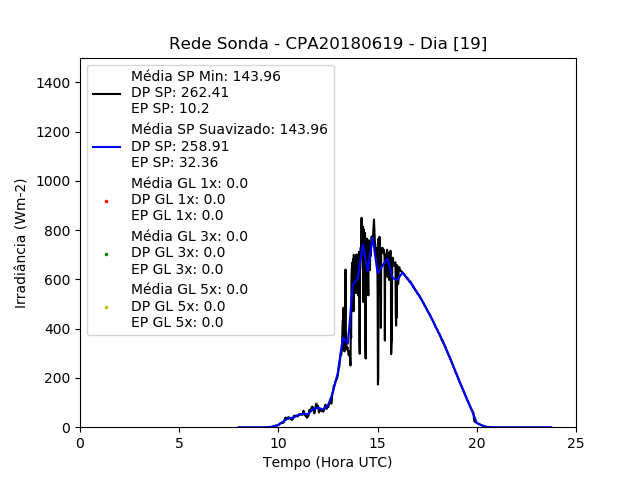 Rede Sonda - CPA20180619 - Dia [19]
Média SP Min: 143.96
DP SP: 262.41
EP SP: 10.2
Média SP Suavizado: 143.96
DP SP: 258.91
EP SP: 32.36
Média GL 1x: 0.0
DP GL 1x: 0.0
EP GL 1x: 0.0
Média GL 3x: 0.0
DP GL 3x: 0.0
EP GL 3x: 0.0
Média GL 5x: 0.0
DP GL 5x: 0.0
EP GL 5x: 0.0
Irradiância (Wm-2)
1400
1200
1000
800
600
400
200
0
0 5 10 15 20 25
Tempo (Hora UTC)